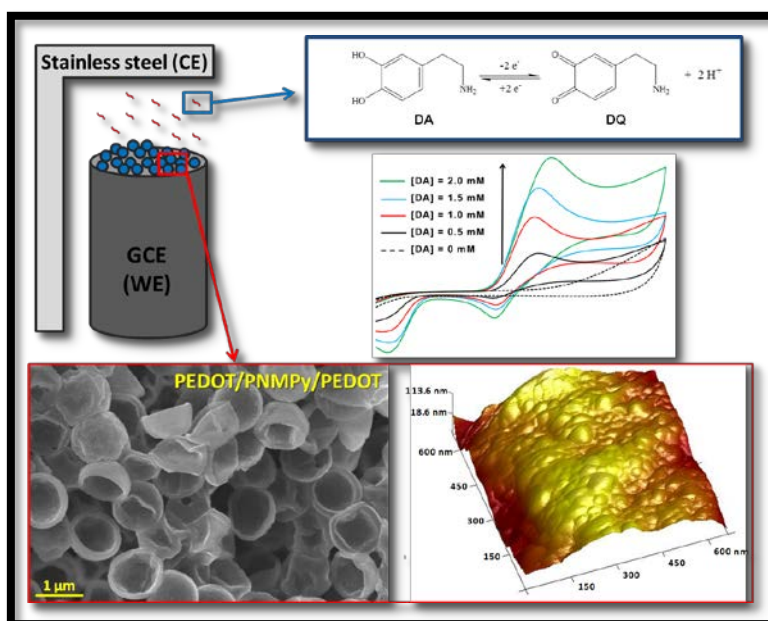 Stainless steel (CE)
GCE
(WE)
HO
HO
NH2
DA
-2 e-
+2 e-
O
O
NH2
DQ
+ 2 H+
[DA] = 2.0 mM
[DA] = 1.5 mM
[DA] = 1.0 mM
[DA] = 0.5 mM
[DA] = 0 mM
PEDOT/PNMPy/PEDOT
1 µm
113.6 nm
18.6 nm
600 nm
450
300
150
150
300
450
600 nm